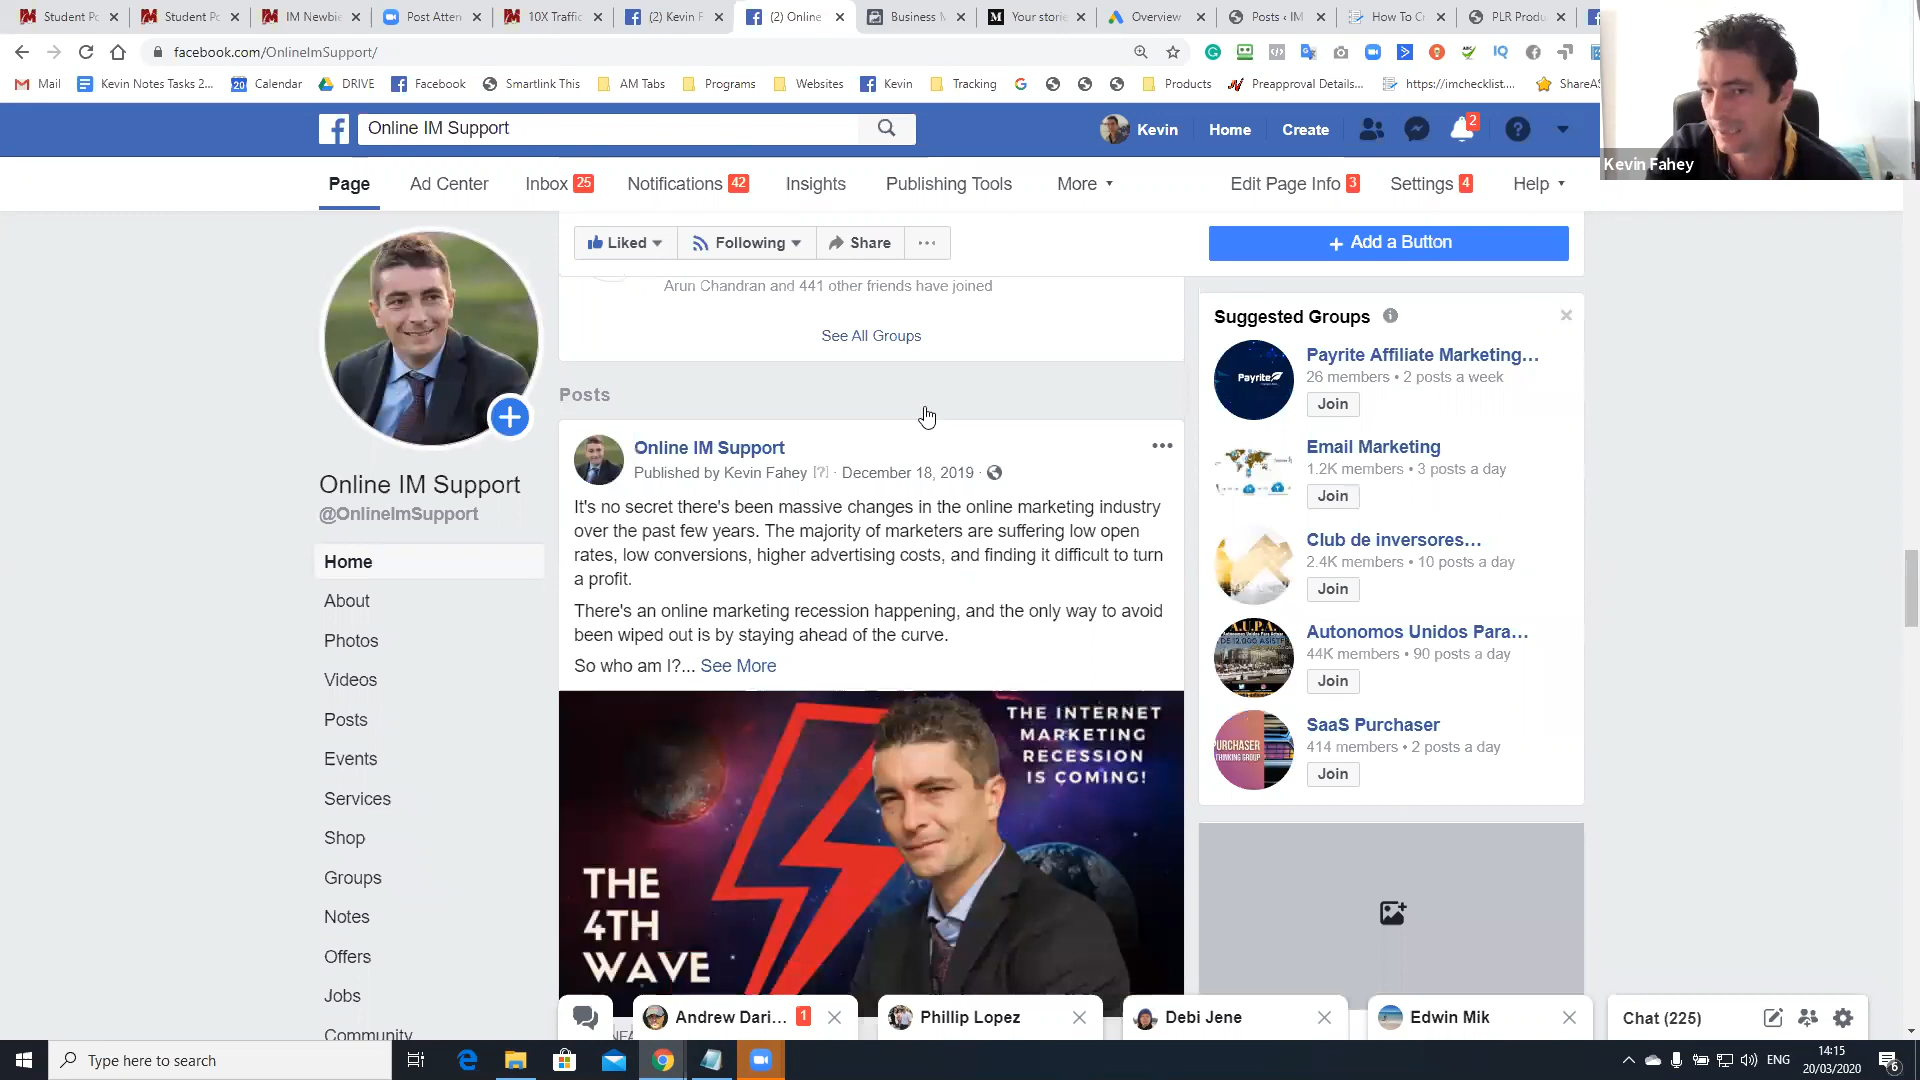 Student Po
Student Po
IM Newbie
Post Atten
10X Traffi
(2) Kevin F
(2) Online
Business
Your storie
Overview
Posts ‹ IM
How To Cr
PLR Produ
facebook.com/OnlineImSupport/
Mail
Kevin Notes Tasks 2...
Calendar
DRIVE
Facebook
Smartlink This
AM Tabs
Programs
Websites
Kevin
Tracking
Products
Preapproval Details...
https://imchecklist....
ShareAS
Kevin Fahey
Online IM Support
Kevin
Home
Create
2
Page
Ad Center
Inbox 25
Notifications 42
Insights
Publishing Tools
More
Edit Page Info 3
Settings 4
Help
Liked
Following
Share
+ Add a Button
Online IM Support
@OnlineImSupport
Home
About
Photos
Videos
Posts
Events
Services
Shop
Groups
Notes
Offers
Jobs
Community
Arun Chandran and 441 other friends have joined
See All Groups
Posts
Online IM Support
Published by Kevin Fahey [?] · December 18, 2019 ·
It's no secret there's been massive changes in the online marketing industry
over the past few years. The majority of marketers are suffering low open
rates, low conversions, higher advertising costs, and finding it difficult to turn
a profit.
There's an online marketing recession happening, and the only way to avoid
been wiped out is by staying ahead of the curve.
So who am I?... See More
THE INTERNET
MARKETING
RECESSION
IS COMING!
THE
4TH
WAVE
Suggested Groups
Payrite
Payrite Affiliate Marketing...
26 members • 2 posts a week
Join
Email Marketing
1.2K members • 3 posts a day
Join
Club de inversores...
2.4K members • 10 posts a day
Join
A.U.P.A.
Autonomos Unidos Para...
44K members • 90 posts a day
Join
PURCHASER
THINKING GROUP
SaaS Purchaser
414 members • 2 posts a day
Join
Andrew Dari... 1
Phillip Lopez
Debi Jene
Edwin Mik
Chat (225)
Type here to search
ENG
14:15
20/03/2020
6